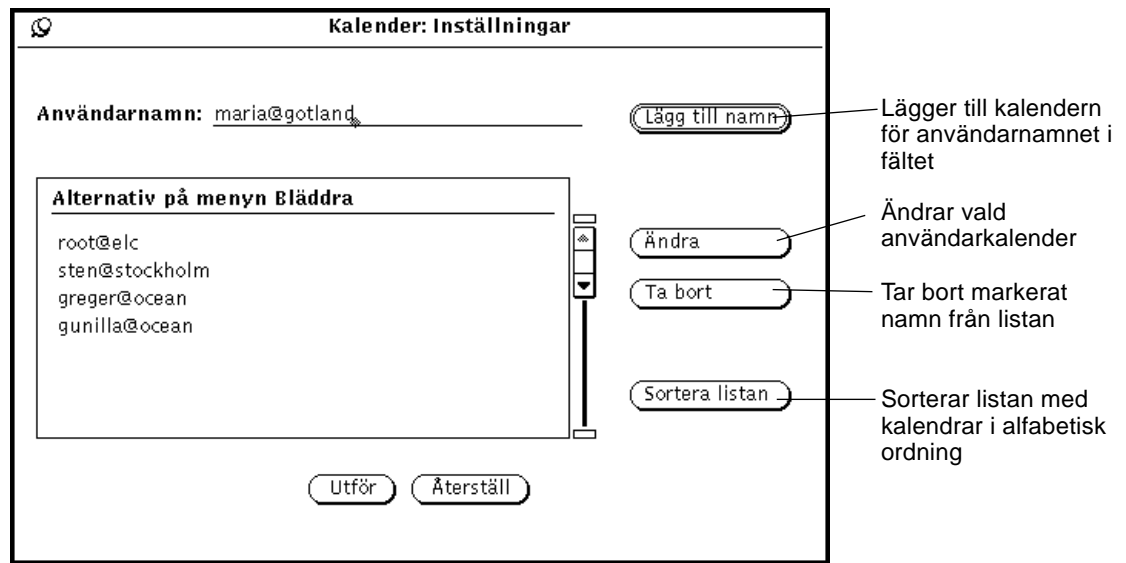 Kalender: Inställningar
Användarnamn: maria@gotland
Lägg till namn
Lägger till kalendern
för användarnamnet i
fältet
Alternativ på menyn Bläddra
root@elc
sten@stockholm
greger@ocean
gunilla@ocean
Ändra
Ändrar vald
användarkalender
Ta bort
Tar bort markerat
namn från listan
Sortera listan
Sorterar listan med
kalendrar i alfabetisk
ordning
Utför
Återställ